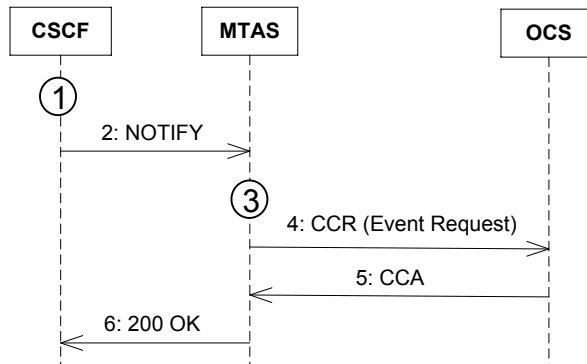 CSCF
MTAS
OCS
1
2: NOTIFY
3
4: CCR (Event Request)
5: CCA
6: 200 OK